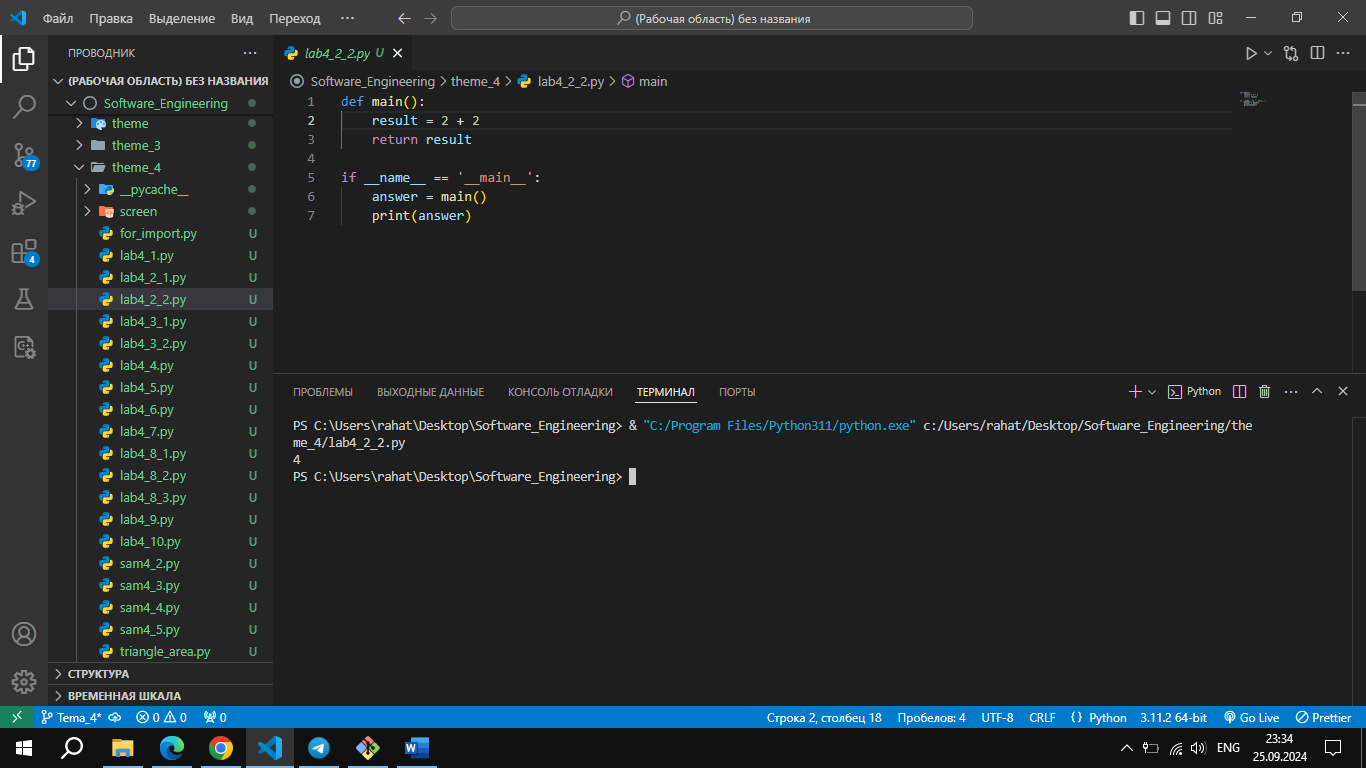 Файл Правка Выделение Вид Переход ··· (Рабочая область) без названия
ПРОВОДНИК ···
(РАБОЧАЯ ОБЛАСТЬ) БЕЗ НАЗВАНИЯ
Software_Engineering
theme
theme_3
theme_4
__pycache__
screen
for_import.py U
lab4_1.py U
lab4_2_1.py U
lab4_2_2.py U
lab4_3_1.py U
lab4_3_2.py U
lab4_4.py U
lab4_5.py U
lab4_6.py U
lab4_7.py U
lab4_8_1.py U
lab4_8_2.py U
lab4_8_3.py U
lab4_9.py U
lab4_10.py U
sam4_2.py U
sam4_3.py U
sam4_4.py U
sam4_5.py U
triangle_area.py U
СТРУКТУРА
ВРЕМЕННАЯ ШКАЛА
77
4
lab4_2_2.py U
Software_Engineering > theme_4 > lab4_2_2.py > main
1 def main():
2 result = 2 + 2
3 return result
4
5 if __name__ == '__main__':
6 answer = main()
7 print(answer)
ПРОБЛЕМЫ ВЫХОДНЫЕ ДАННЫЕ КОНСОЛЬ ОТЛАДКИ ТЕРМИНАЛ ПОРТЫ Python
PS C:\Users\rahat\Desktop\Software_Engineering> & "C:/Program Files/Python311/python.exe" c:/Users/rahat/Desktop/Software_Engineering/the
me_4/lab4_2_2.py
4
PS C:\Users\rahat\Desktop\Software_Engineering>
Tema_4* 0 0 0 Строка 2, столбец 18 Пробелов: 4 UTF-8 CRLF Python 3.11.2 64-bit Go Live Prettier
ENG 23:34
25.09.2024